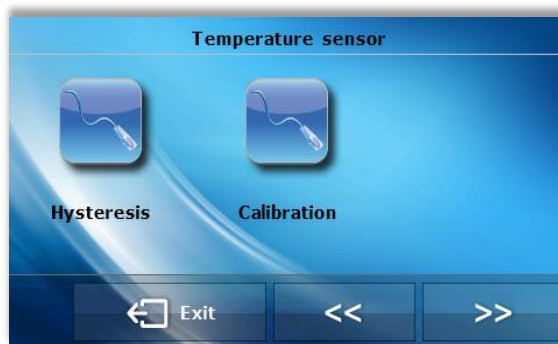 Temperature sensor
Hysteresis Calibration
Exit << >>